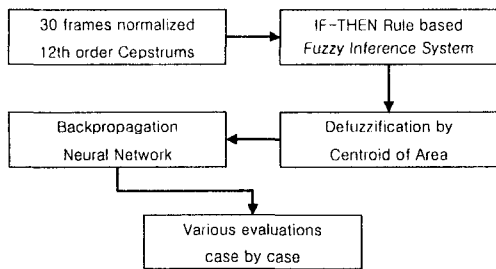 30 frames normalized
12th order Cepstrums
IF-THEN Rule based
Fuzzy Inference System
Defuzzification by
Centroid of Area
Backpropagation
Neural Network
Various evaluations
case by case